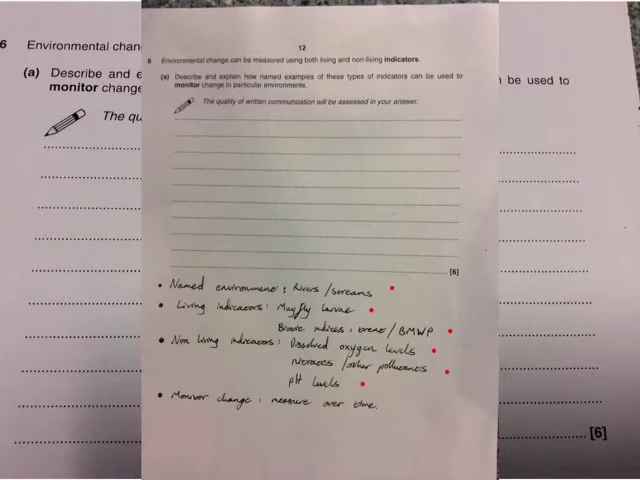 12
6 Environmental change can be measured using both living and non-living indicators.
(a) Describe and explain how named examples of these types of indicators can be used to
monitor change in particular environments.
The quality of written communication will be assessed in your answer.
[6]
• Named environment : Rivers / streams
• Living indicators : Mayfly larvae
Biotic indices : trent / BMWP
• Non Living indicators : Dissolved oxygen levels
nitrates / other pollutants
pH levels
• Monitor change : measure over time.
6 Environmental chan
(a) Describe and e
monitor change
The qu
n be used to
[6]